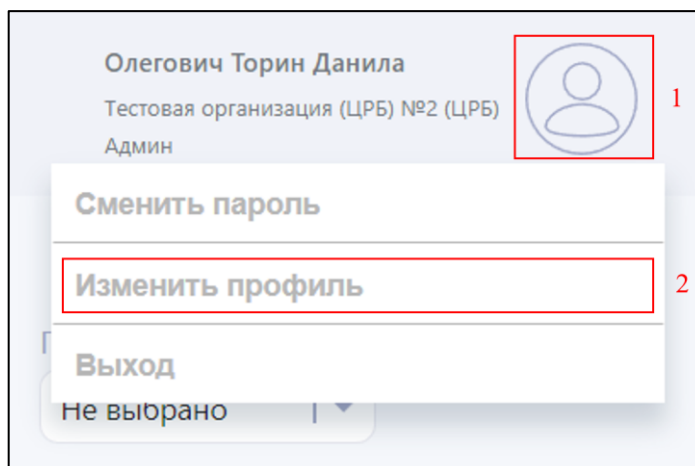 Олегович Торин Данила
Тестовая организация (ЦРБ) №2 (ЦРБ)
Админ
1
Сменить пароль
Изменить профиль
2
Выход
Не выбрано